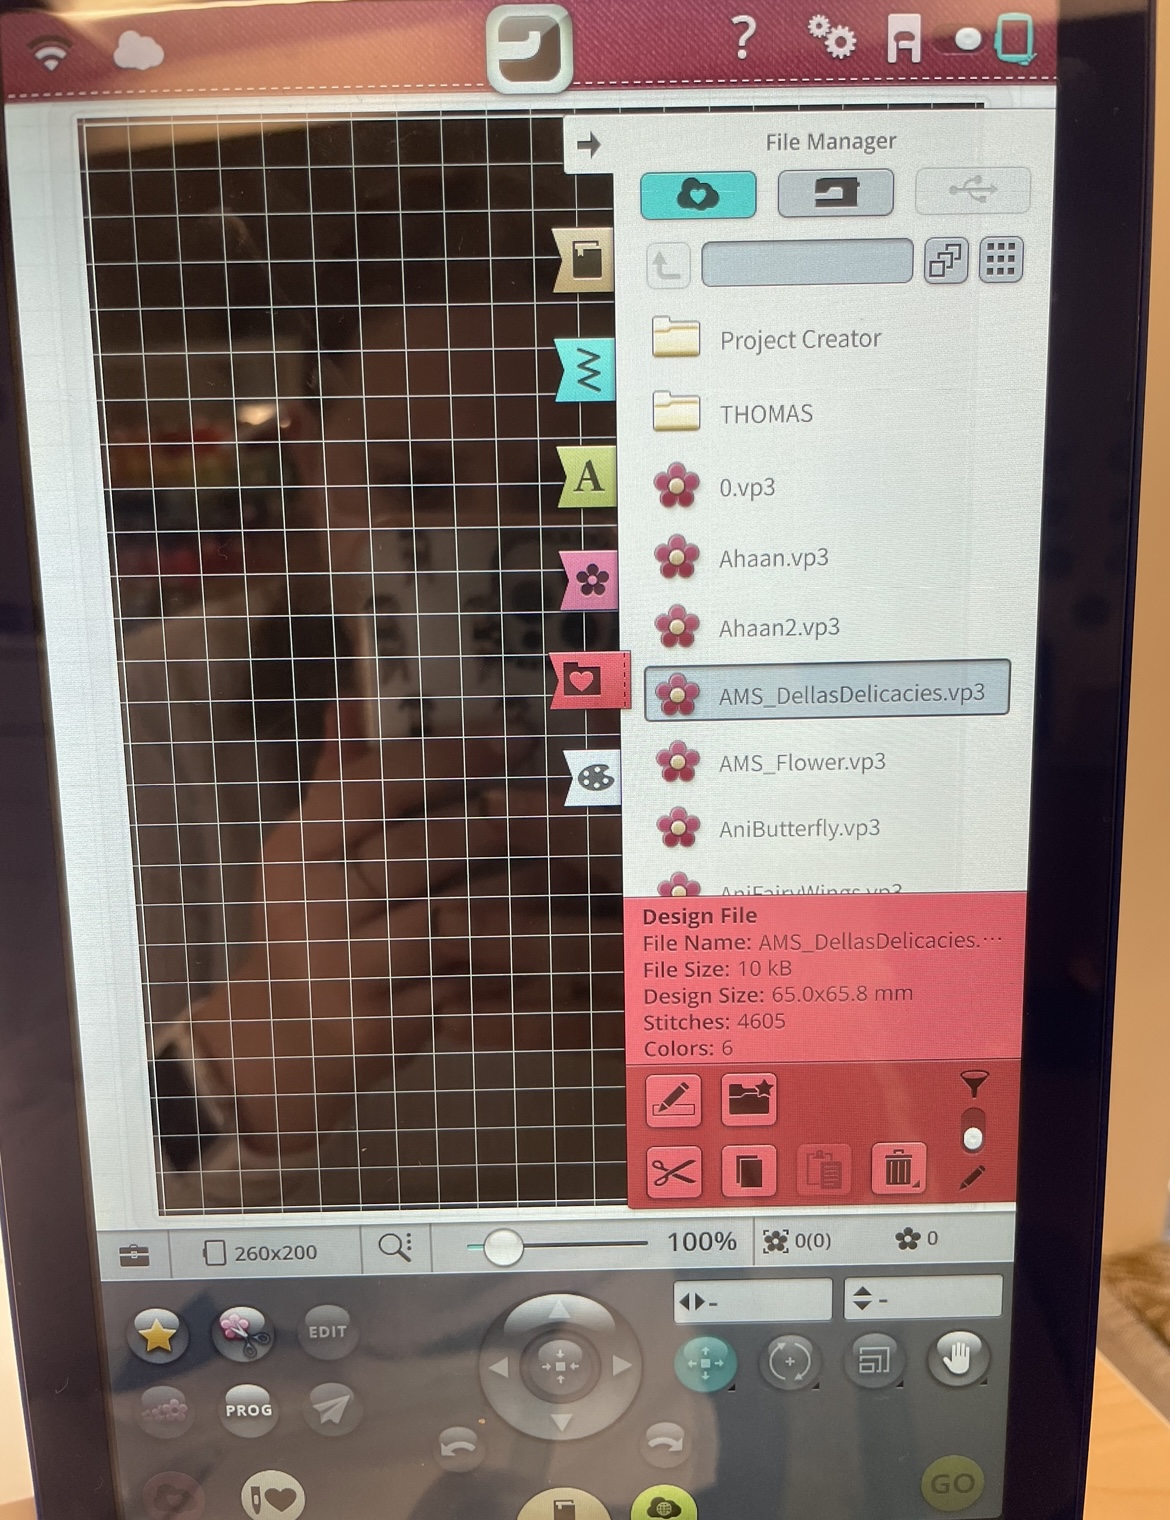 ?
File Manager
Project Creator
THOMAS
0.vp3
Ahaan.vp3
A
Ahaan2.vp3
AMS_DellasDelicacies.vp3
AMS_Flower.vp3
AniButterfly.vp3
AniFairyWings.vp3
Design File
File Name: AMS_DellasDelicacies.···
File Size: 10 kB
Design Size: 65.0x65.8 mm
Stitches: 4605
Colors: 6
260x200
100%
0(0)
0
-
-
EDIT
PROG
GO